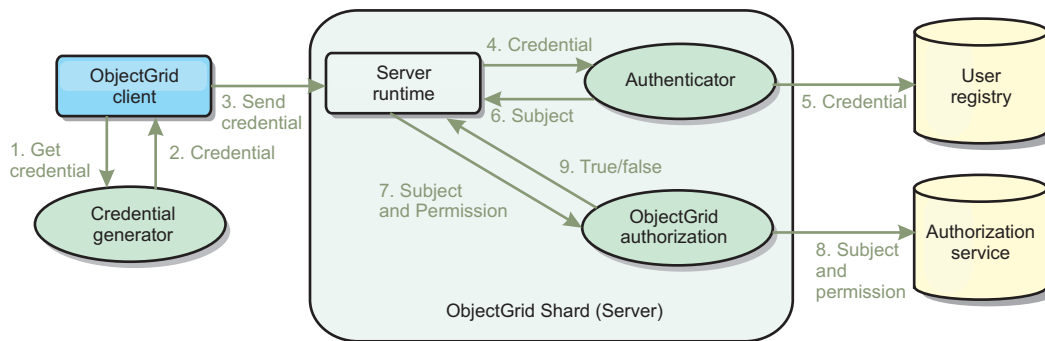 ObjectGrid
client
3. Send
credential
1. Get
credential
2. Credential
Credential
generator
Server
runtime
4. Credential
Authenticator
6. Subject
5. Credential
User
registry
9. True/false
7. Subject
and Permission
ObjectGrid
authorization
8. Subject
and
permission
Authorization
service
ObjectGrid Shard (Server)